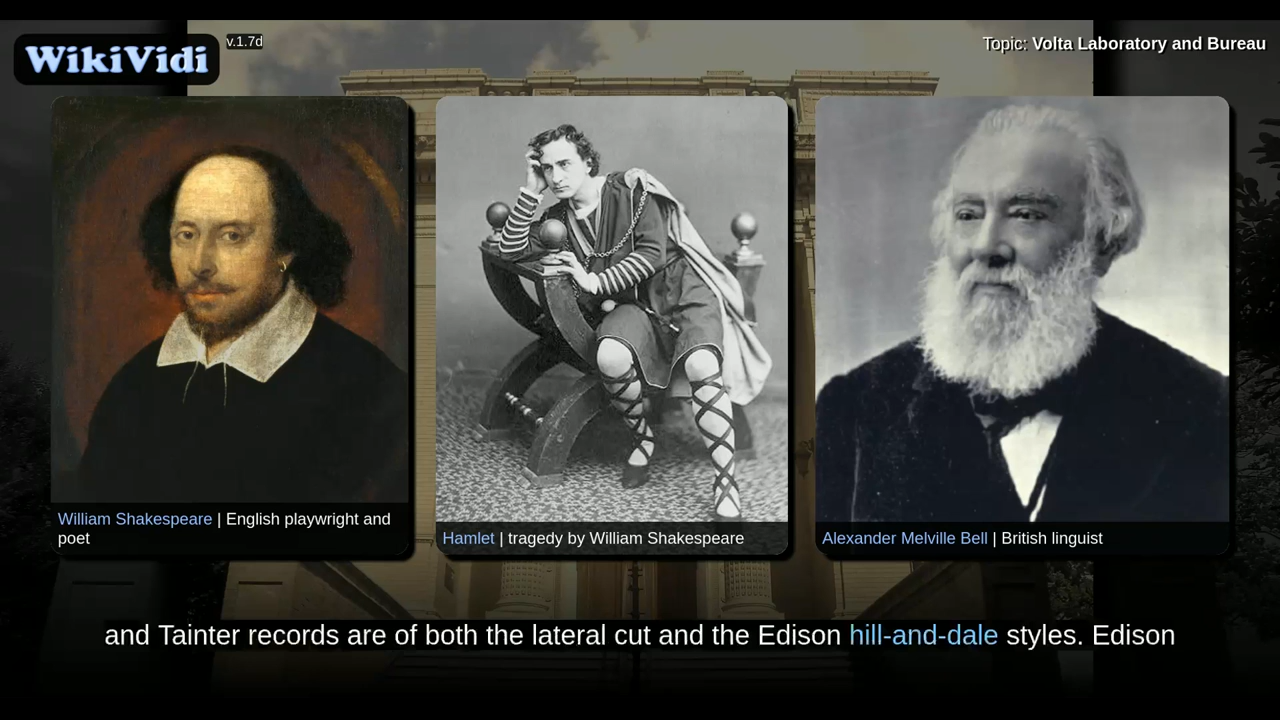 WikiVidi
v.1.7d
Topic: Volta Laboratory and Bureau
William Shakespeare | English playwright and
poet
Hamlet | tragedy by William Shakespeare
Alexander Melville Bell | British linguist
and Tainter records are of both the lateral cut and the Edison hill-and-dale styles. Edison